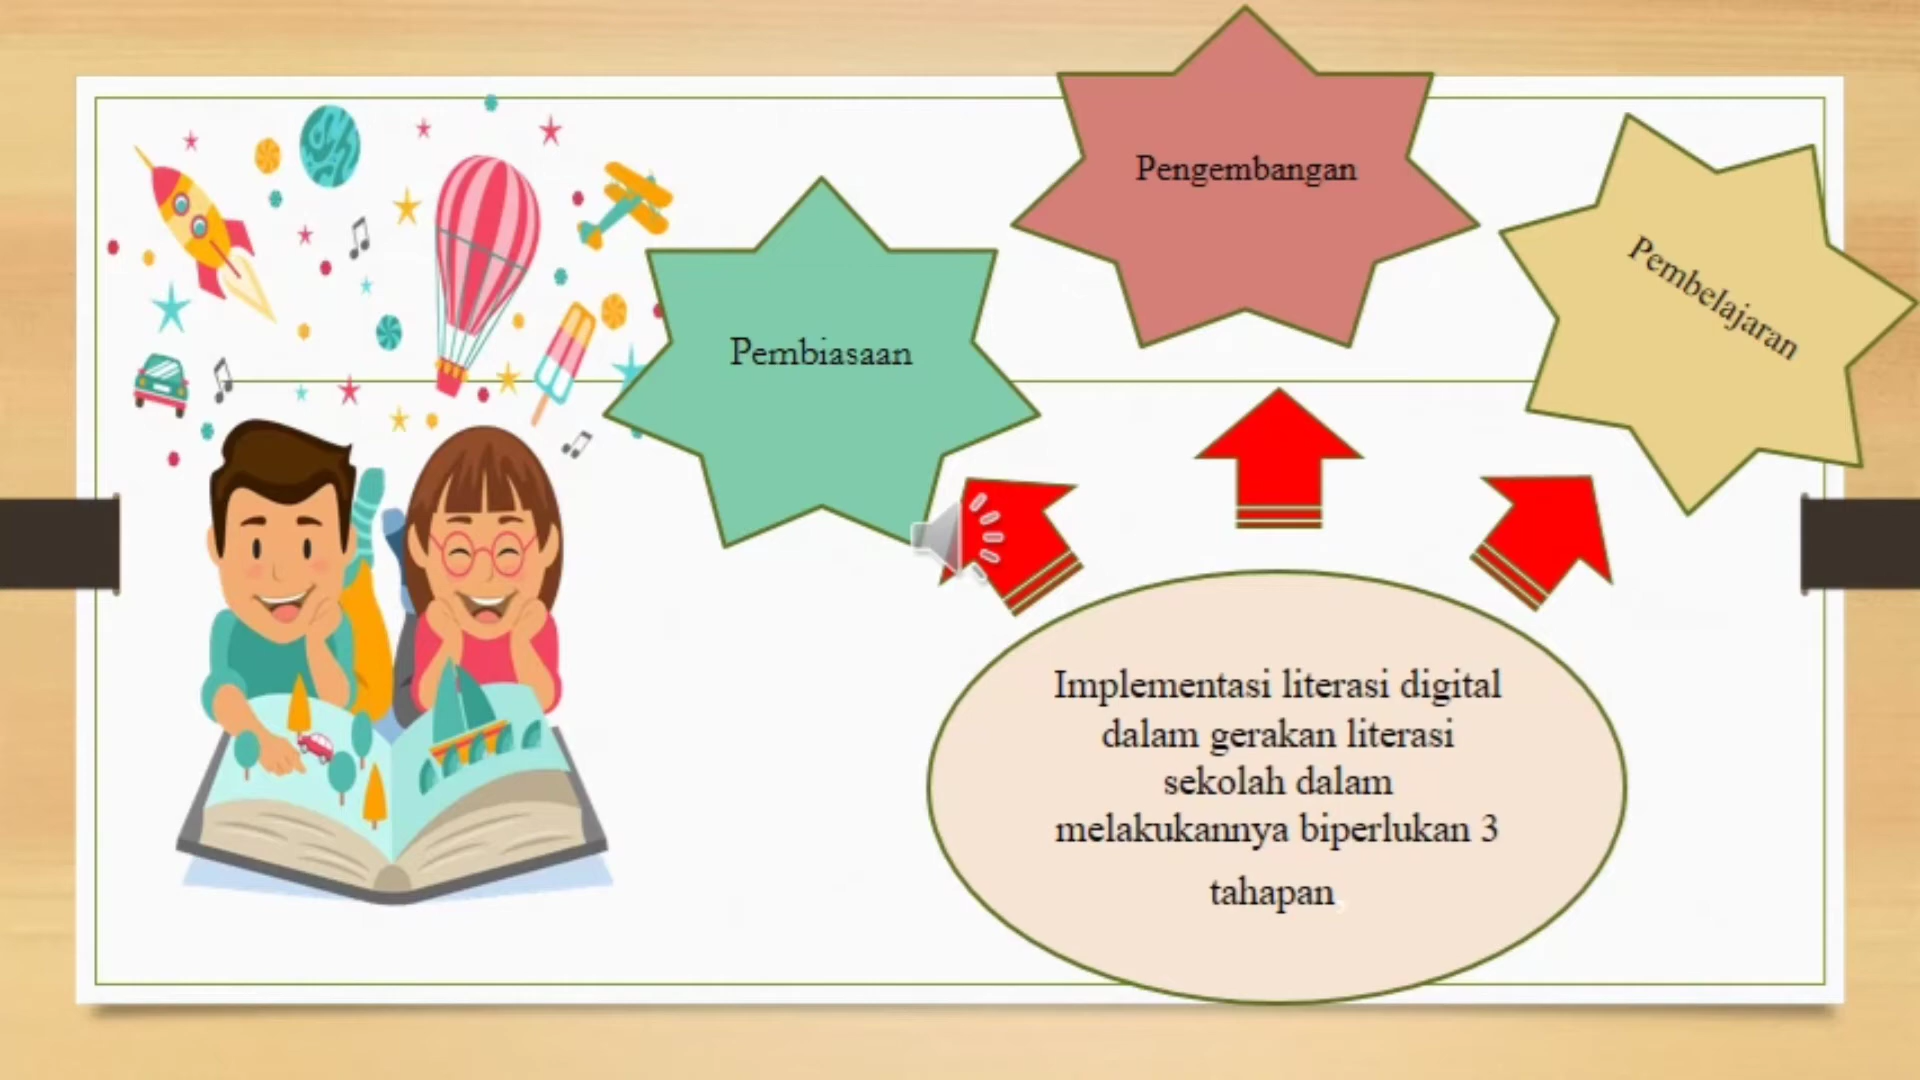 Pembiasaan
Pengembangan
Pembelajaran
Implementasi literasi digital
dalam gerakan literasi
sekolah dalam
melakukannya biperlukan 3
tahapan,